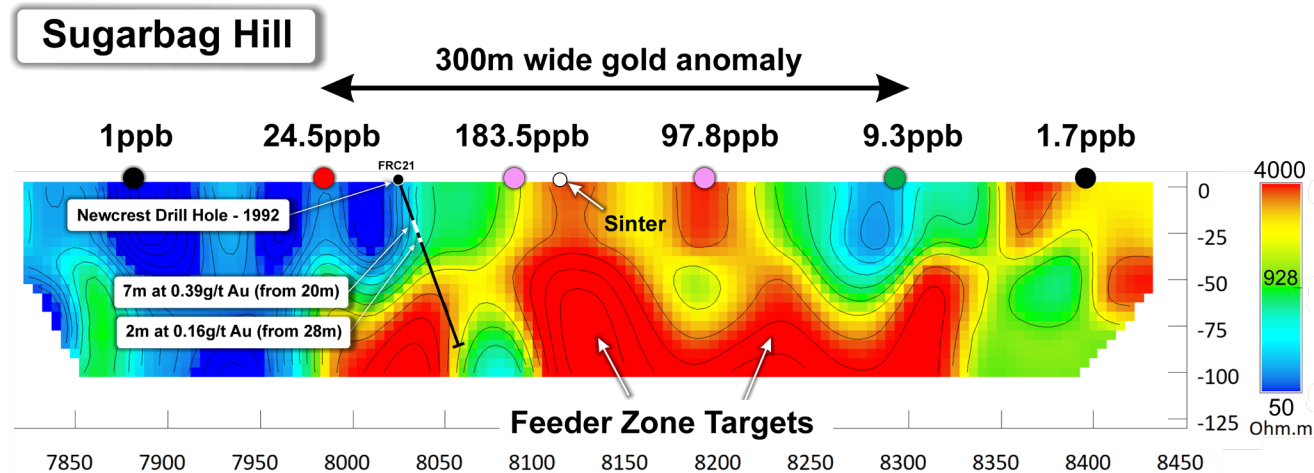 Sugarbag Hill
300m wide gold anomaly
1ppb 24.5ppb 183.5ppb 97.8ppb 9.3ppb 1.7ppb
FRC21
Newcrest Drill Hole - 1992
Sinter
7m at 0.39g/t Au (from 20m)
2m at 0.16g/t Au (from 28m)
Feeder Zone Targets
0
-25
-50
-75
-100
-125
4000
928
50
Ohm.m
7850 7900 7950 8000 8050 8100 8150 8200 8250 8300 8350 8400 8450